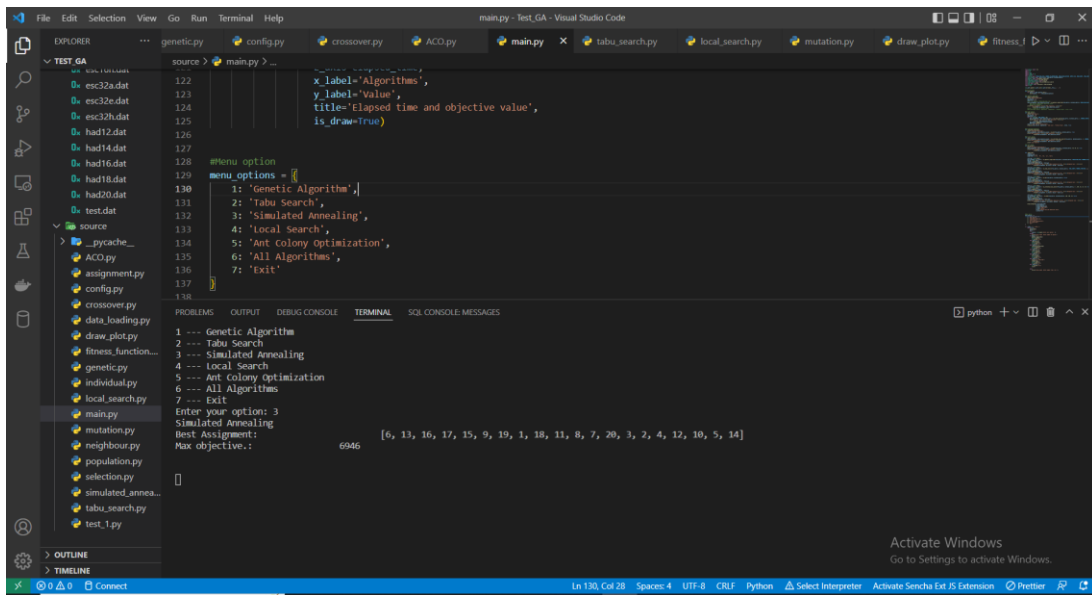 File Edit Selection View Go Run Terminal Help
main.py - Test_GA - Visual Studio Code
EXPLORER
genetic.py config.py crossover.py ACO.py main.py tabu_search.py local_search.py mutation.py draw_plot.py fitness_f
TEST_GA
source > main.py > ...
esc32a.dat
esc32e.dat
esc32h.dat
had12.dat
had14.dat
had16.dat
had18.dat
had20.dat
test.dat
source
__pycache__
ACO.py
assignment.py
config.py
crossover.py
data_loading.py
draw_plot.py
fitness_function....
genetic.py
individual.py
local_search.py
main.py
mutation.py
neighbour.py
population.py
selection.py
simulated_annea...
tabu_search.py
test_1.py
OUTLINE
TIMELINE
122 x_label='Algorithms',
123 y_label='Value',
124 title='Elapsed time and objective value',
125 is_draw=True)
126
127
128 #Menu option
129 menu_options = {
130 1: 'Genetic Algorithm',
131 2: 'Tabu Search',
132 3: 'Simulated Annealing',
133 4: 'Local Search',
134 5: 'Ant Colony Optimization',
135 6: 'All Algorithms',
136 7: 'Exit'
137 }
138
PROBLEMS OUTPUT DEBUG CONSOLE TERMINAL SQL CONSOLE: MESSAGES
python
1 --- Genetic Algorithm
2 --- Tabu Search
3 --- Simulated Annealing
4 --- Local Search
5 --- Ant Colony Optimization
6 --- All Algorithms
7 --- Exit
Enter your option: 3
Simulated Annealing
Best Assignment: [6, 13, 16, 17, 15, 9, 19, 1, 18, 11, 8, 7, 20, 3, 2, 4, 12, 10, 5, 14]
Max objective.: 6946
Activate Windows
Go to Settings to activate Windows.
0 0 Connect
Ln 130, Col 28 Spaces: 4 UTF-8 CRLF Python Select Interpreter Activate Sencha Ext JS Extension Prettier